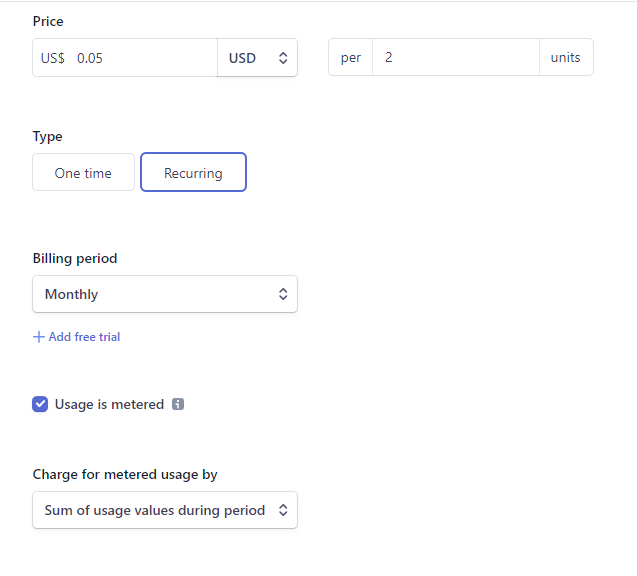 Price
US$ 0.05 USD per 2 units
Type
One time Recurring
Billing period
Monthly
+ Add free trial
Usage is metered i
Charge for metered usage by
Sum of usage values during period